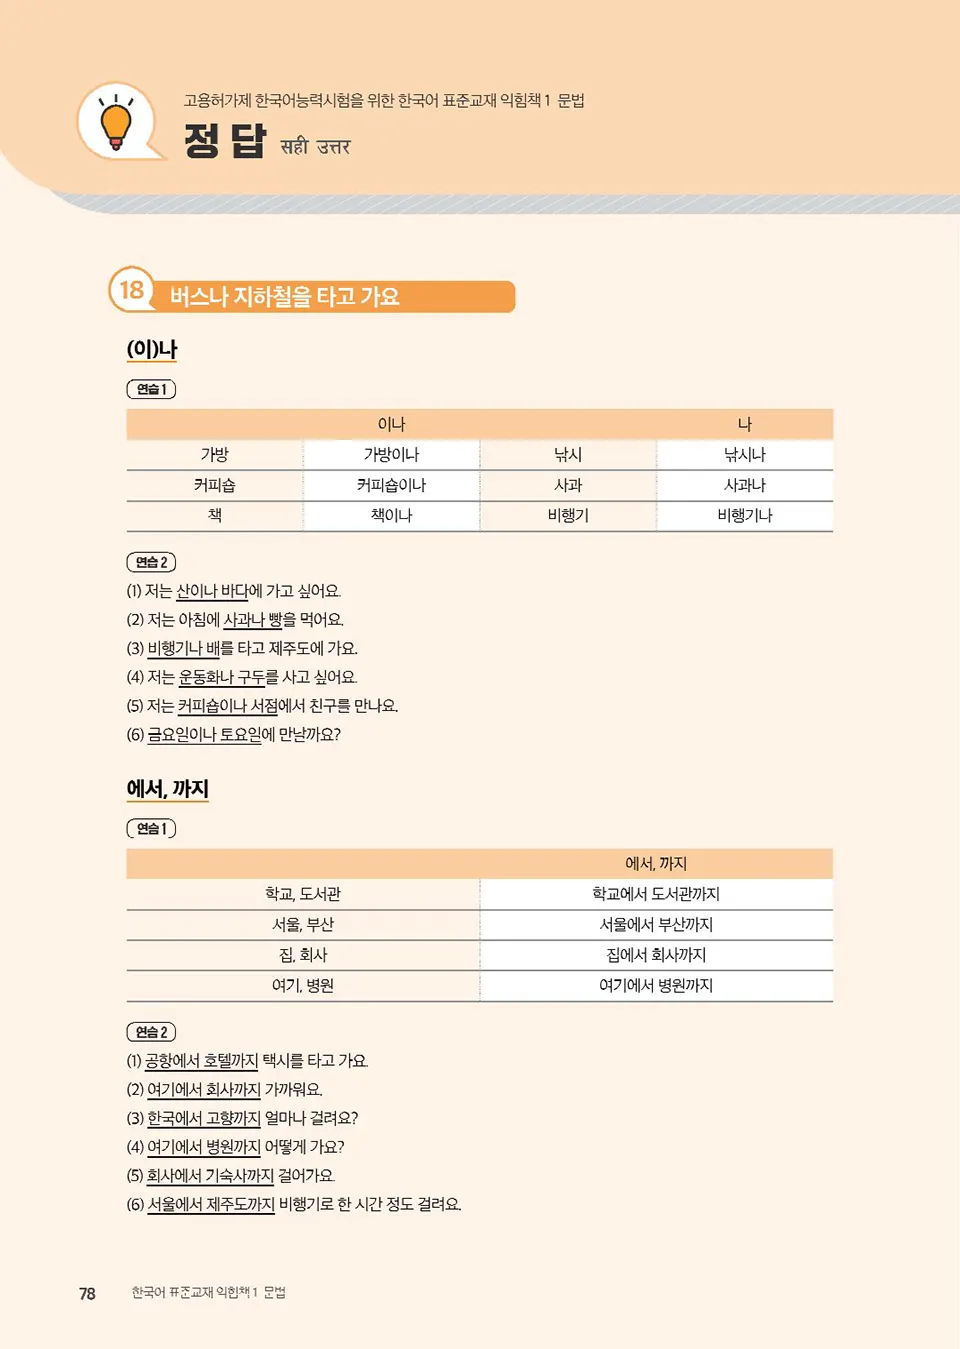 고용허가제 한국어능력시험을 위한 한국어 표준교재 익힘책 1 문법
정답 सही उत्तर
18 버스나 지하철을 타고 가요
(이)나
연습 1
이나 나
가방 가방이나 낚시 낚시나
커피숍 커피숍이나 사과 사과나
책 책이나 비행기 비행기나
연습 2
(1) 저는 산이나 바다에 가고 싶어요.
(2) 저는 아침에 사과나 빵을 먹어요.
(3) 비행기나 배를 타고 제주도에 가요.
(4) 저는 운동화나 구두를 사고 싶어요.
(5) 저는 커피숍이나 서점에서 친구를 만나요.
(6) 금요일이나 토요일에 만날까요?
에서, 까지
연습 1
에서, 까지
학교, 도서관 학교에서 도서관까지
서울, 부산 서울에서 부산까지
집, 회사 집에서 회사까지
여기, 병원 여기에서 병원까지
연습 2
(1) 공항에서 호텔까지 택시를 타고 가요.
(2) 여기에서 회사까지 가까워요.
(3) 한국에서 고향까지 얼마나 걸려요?
(4) 여기에서 병원까지 어떻게 가요?
(5) 회사에서 기숙사까지 걸어가요.
(6) 서울에서 제주도까지 비행기로 한 시간 정도 걸려요.
78 한국어 표준교재 익힘책 1 문법